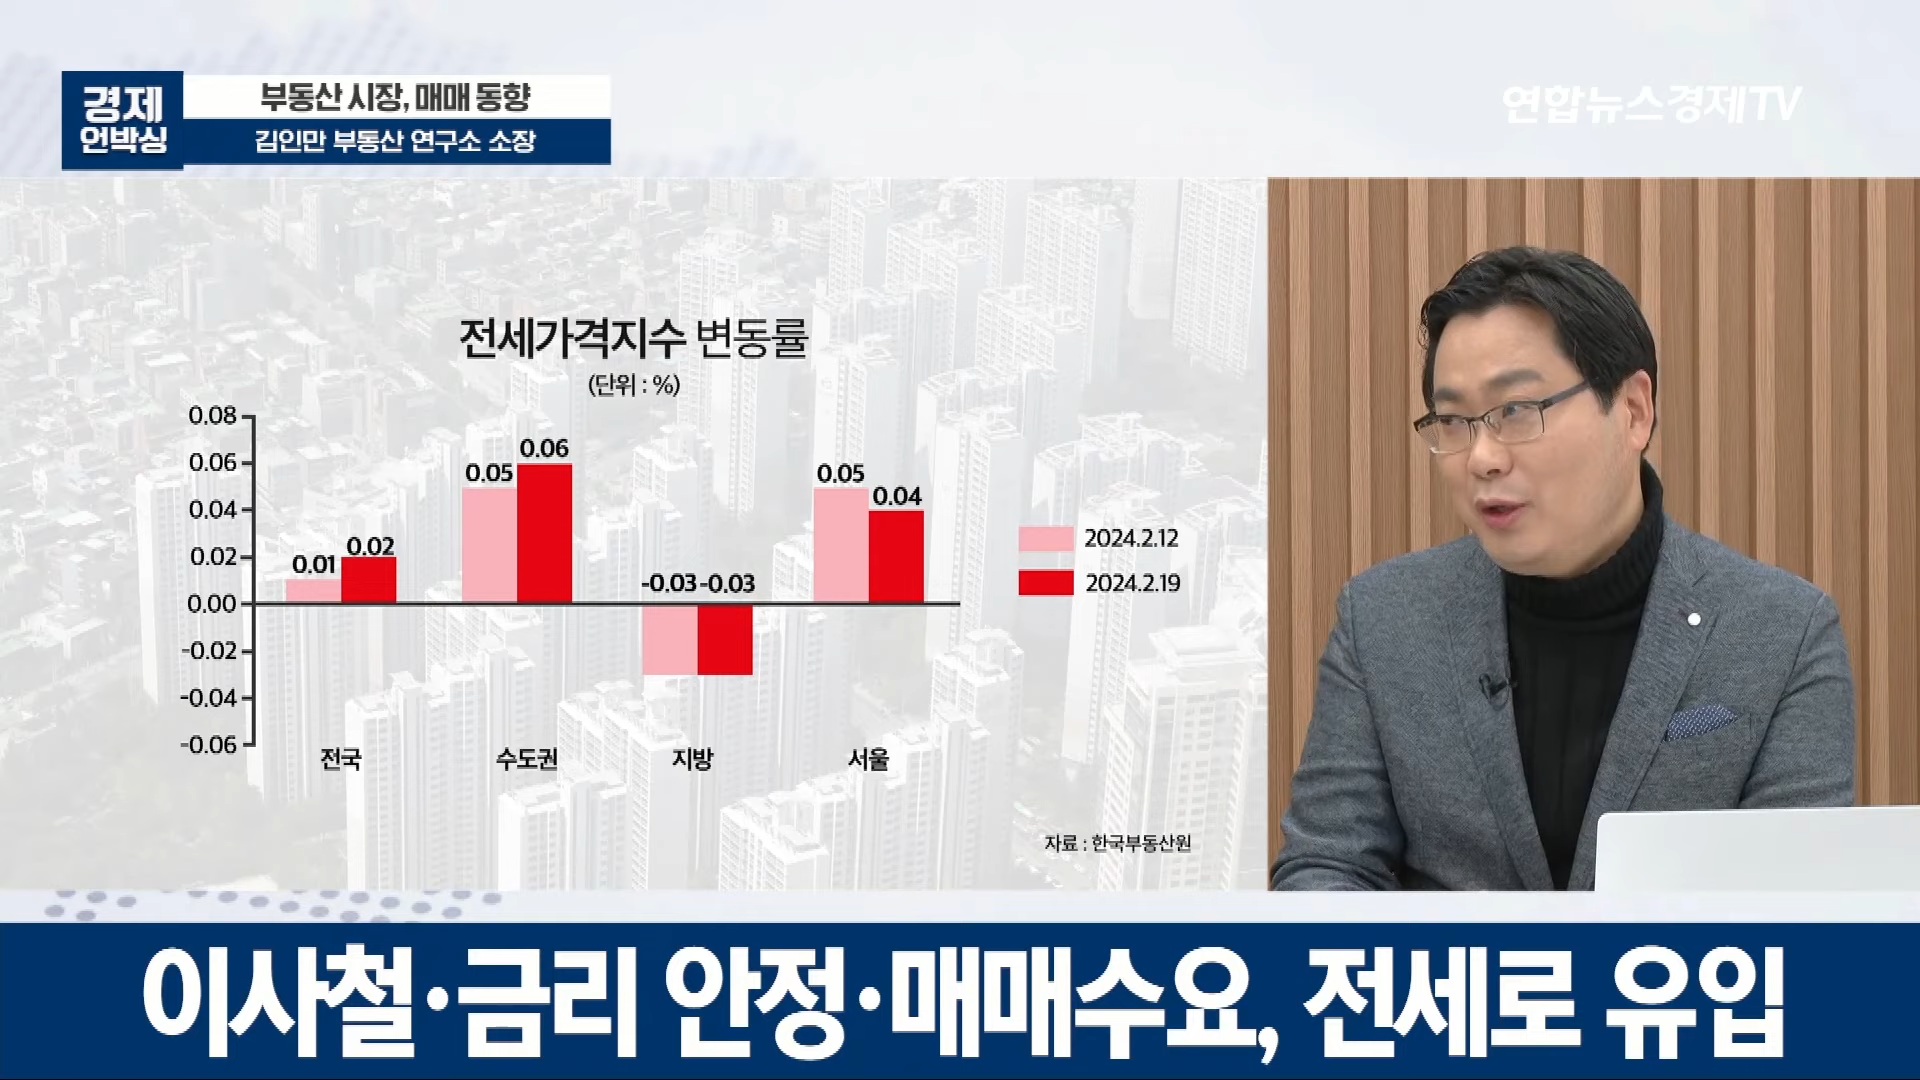 경제
언박싱
부동산 시장, 매매 동향
김인만 부동산 연구소 소장
연합뉴스경제TV
전세가격지수 변동률
(단위 : %)
0.08
0.06
0.04
0.02
0.00
-0.02
-0.04
-0.06
0.01
0.02
0.05
0.06
-0.03
-0.03
0.05
0.04
전국
수도권
지방
서울
2024.2.12
2024.2.19
자료 : 한국부동산원
이사철·금리 안정·매매수요, 전세로 유입